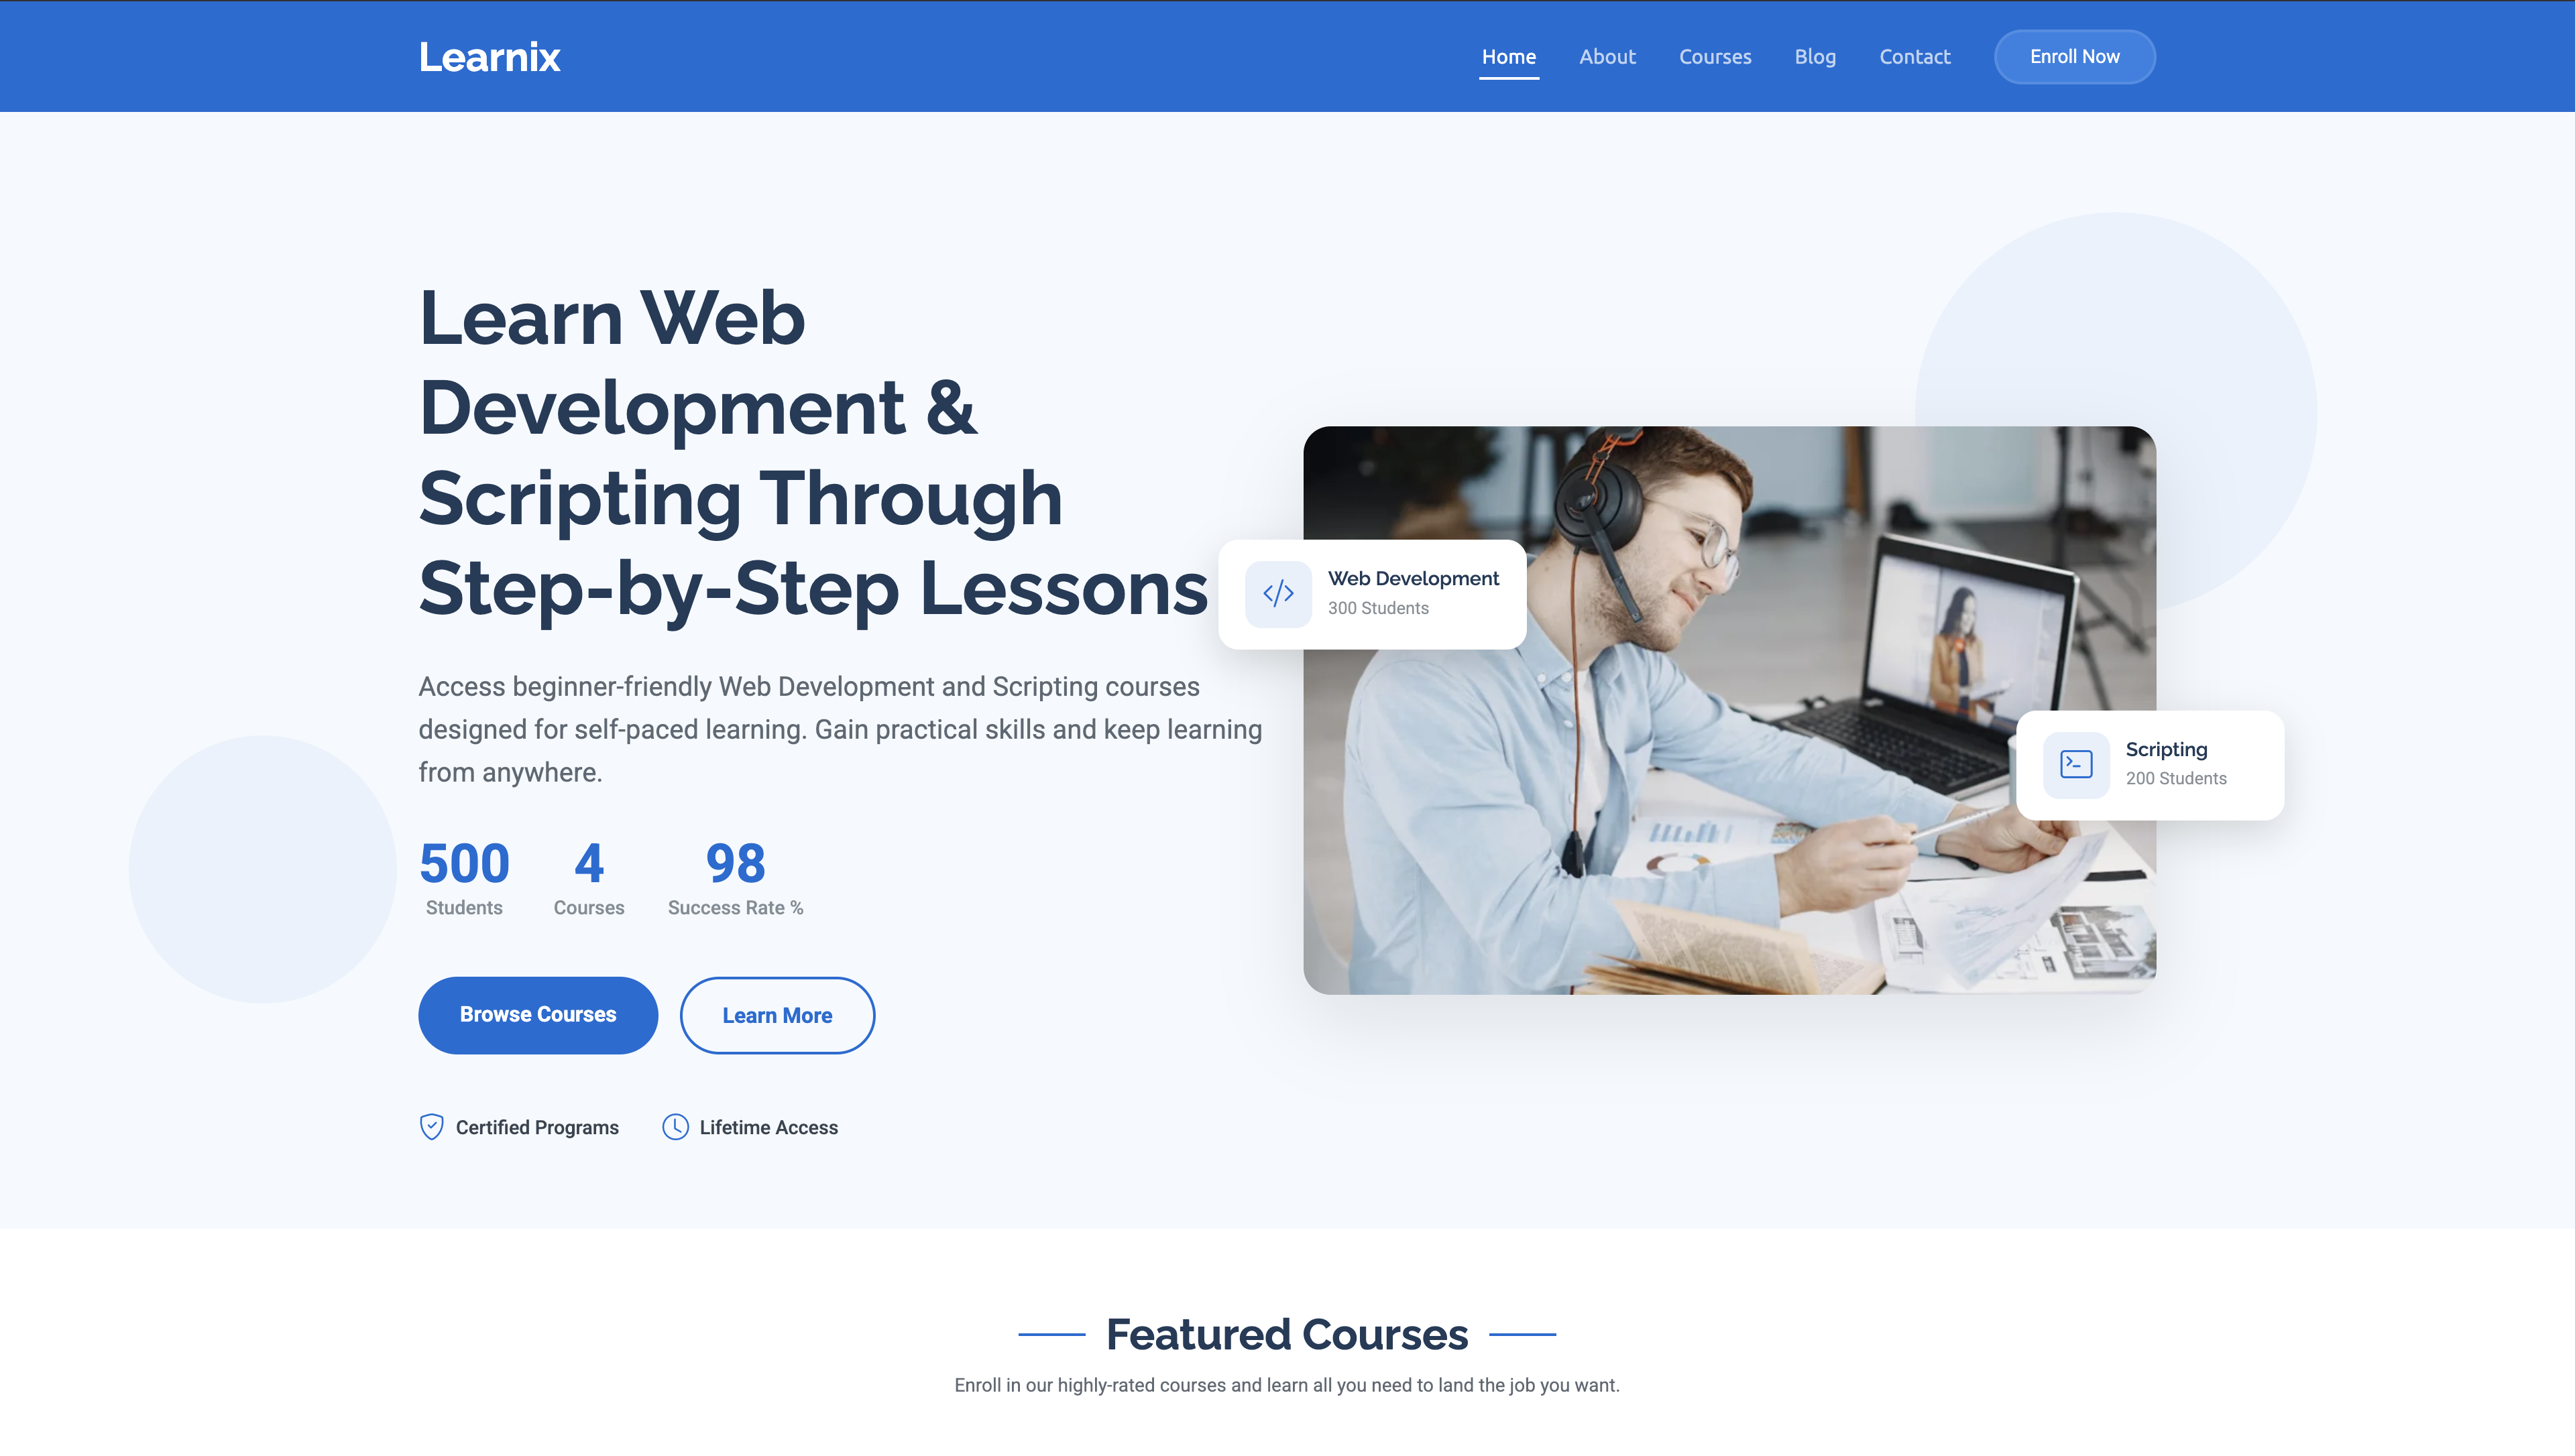 Learnix
Home
About
Courses
Blog
Contact
Enroll Now
Learn Web
Development &
Scripting Through
Step-by-Step Lessons
Access beginner-friendly Web Development and Scripting courses
designed for self-paced learning. Gain practical skills and keep learning
from anywhere.
500
Students
4
Courses
98
Success Rate %
Browse Courses
Learn More
Certified Programs
Lifetime Access
Web Development
300 Students
Scripting
200 Students
Featured Courses
Enroll in our highly-rated courses and learn all you need to land the job you want.